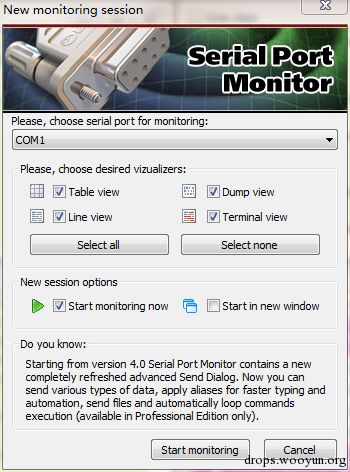 New monitoring session
Serial Port
Monitor
Please, choose serial port for monitoring:
COM1
Please, choose desired vizualizers:
Table view
Dump view
Line view
Terminal view
Select all
Select none
New session options
Start monitoring now
Start in new window
Do you know:
Starting from version 4.0 Serial Port Monitor contains a new
completely refreshed advanced Send Dialog. Now you can
send various types of data, apply aliases for faster typing and
automation, send files and automatically loop commands
execution (available in Professional Edition only).
Start monitoring
Cancel
drops.wooyun.org